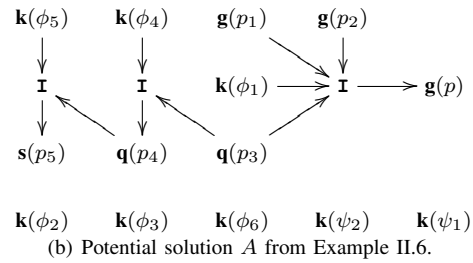 k(ϕ₅) k(ϕ₄) g(p₁) g(p₂)
I I k(ϕ₁) I g(p)
s(p₅) q(p₄) q(p₃)
k(ϕ₂) k(ϕ₃) k(ϕ₆) k(ψ₂) k(ψ₁)
(b) Potential solution A from Example II.6.